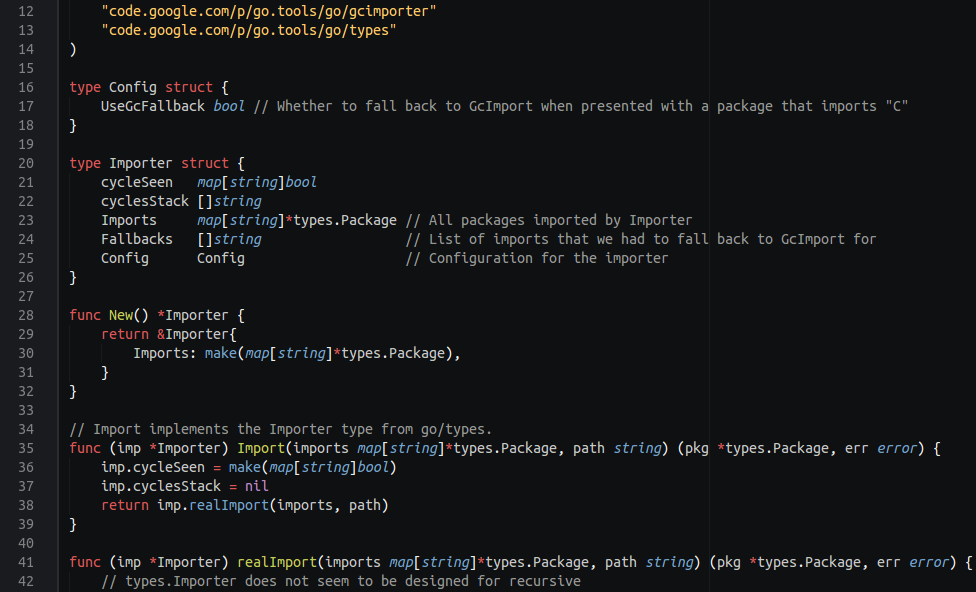 12 "code.google.com/p/go.tools/go/gcimporter"
13 "code.google.com/p/go.tools/go/types"
14 )
15
16 type Config struct {
17 UseGcFallback bool // Whether to fall back to GcImport when presented with a package that imports "C"
18 }
19
20 type Importer struct {
21 cycleSeen map[string]bool
22 cyclesStack []string
23 Imports map[string]*types.Package // All packages imported by Importer
24 Fallbacks []string // List of imports that we had to fall back to GcImport for
25 Config Config // Configuration for the importer
26 }
27
28 func New() *Importer {
29 return &Importer{
30 Imports: make(map[string]*types.Package),
31 }
32 }
33
34 // Import implements the Importer type from go/types.
35 func (imp *Importer) Import(imports map[string]*types.Package, path string) (pkg *types.Package, err error) {
36 imp.cycleSeen = make(map[string]bool)
37 imp.cyclesStack = nil
38 return imp.realImport(imports, path)
39 }
40
41 func (imp *Importer) realImport(imports map[string]*types.Package, path string) (pkg *types.Package, err error) {
42 // types.Importer does not seem to be designed for recursive